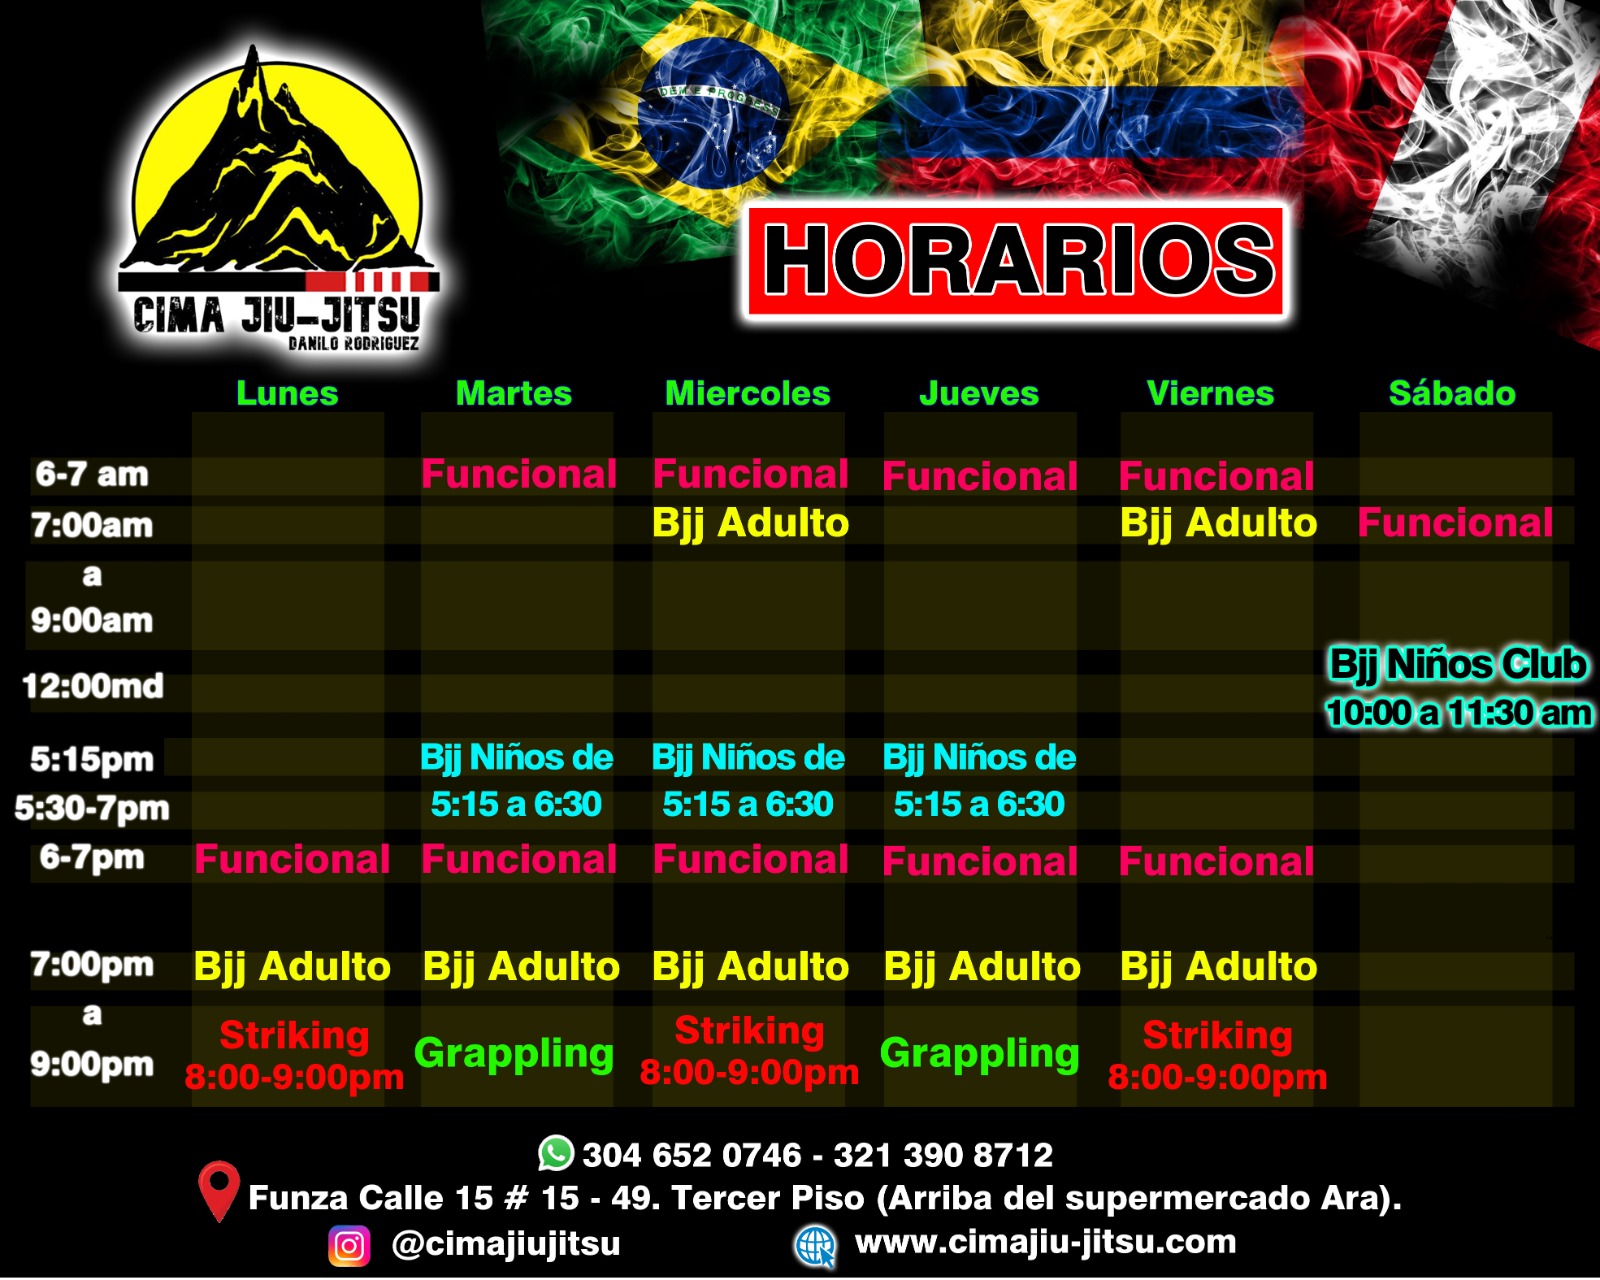 DEM E PROGRESS
CIMA JIU-JITSU
DANILO RODRIGUEZ
HORARIOS
Lunes Martes Miercoles Jueves Viernes Sábado
6-7 am Funcional Funcional Funcional Funcional
7:00am Bjj Adulto Bjj Adulto Funcional
a
9:00am
Bjj Niños Club
12:00md
10:00 a 11:30 am
5:15pm Bjj Niños de Bjj Niños de Bjj Niños de
5:30-7pm 5:15 a 6:30 5:15 a 6:30 5:15 a 6:30
6-7pm Funcional Funcional Funcional Funcional Funcional
7:00pm Bjj Adulto Bjj Adulto Bjj Adulto Bjj Adulto Bjj Adulto
a
Striking Grappling Striking Grappling Striking
9:00pm 8:00-9:00pm 8:00-9:00pm 8:00-9:00pm
304 652 0746 - 321 390 8712
Funza Calle 15 # 15 - 49. Tercer Piso (Arriba del supermercado Ara).
@cimajiujitsu www.cimajiu-jitsu.com